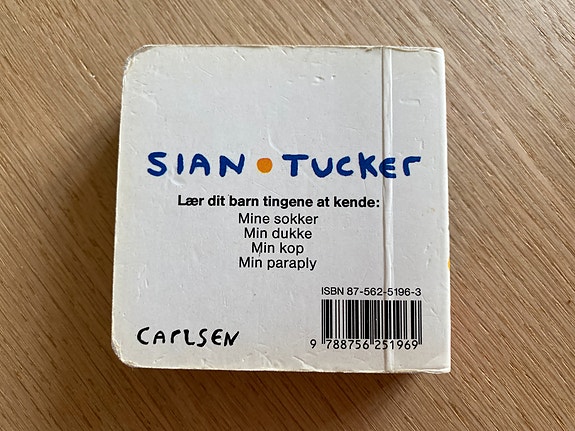 SIAN • TUCKER
Lær dit barn tingene at kende:
Mine sokker
Min dukke
Min kop
Min paraply
ISBN 87-562-5196-3
9 788756 251969
CARLSEN